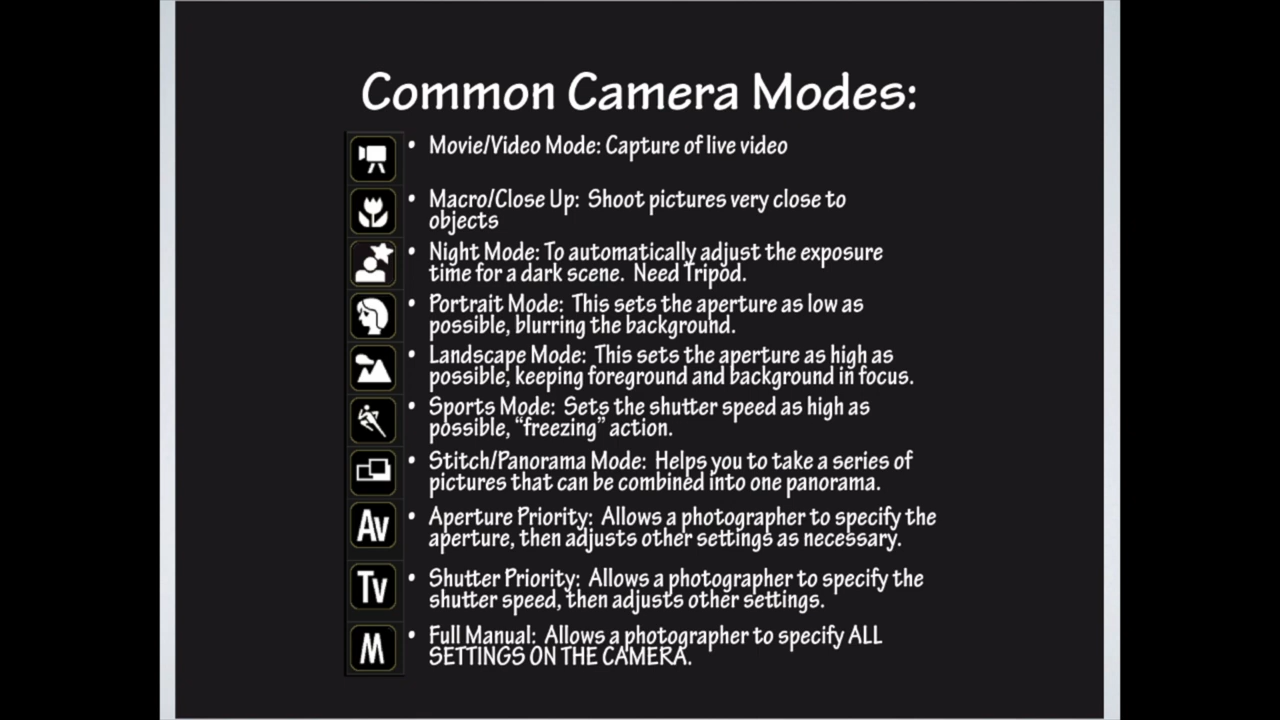 Common Camera Modes:
• Movie/Video Mode: Capture of live video
• Macro/Close Up: Shoot pictures very close to
objects
• Night Mode: To automatically adjust the exposure
time for a dark scene. Need Tripod.
• Portrait Mode: This sets the aperture as low as
possible, blurring the background.
• Landscape Mode: This sets the aperture as high as
possible, keeping foreground and background in focus.
• Sports Mode: Sets the shutter speed as high as
possible, “freezing” action.
• Stitch/Panorama Mode: Helps you to take a series of
pictures that can be combined into one panorama.
Av
• Aperture Priority: Allows a photographer to specify the
aperture, then adjusts other settings as necessary.
Tv
• Shutter Priority: Allows a photographer to specify the
shutter speed, then adjusts other settings.
M
• Full Manual: Allows a photographer to specify ALL
SETTINGS ON THE CAMERA.